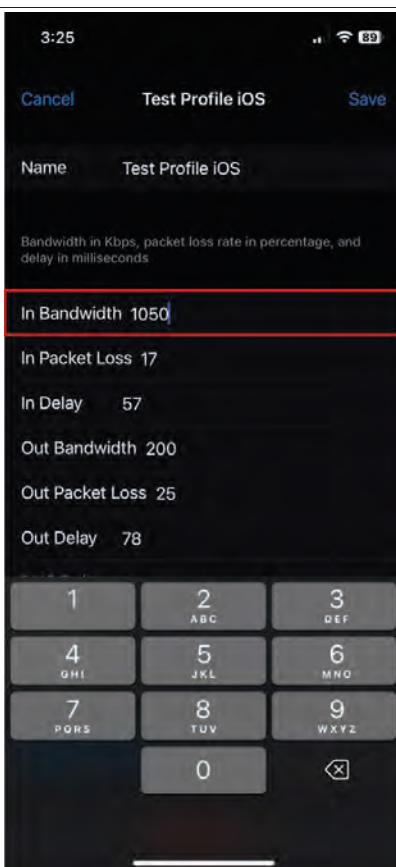 3:25
89
Cancel Test Profile iOS Save
Name Test Profile iOS
Bandwidth in Kbps, packet loss rate in percentage, and
delay in milliseconds
In Bandwidth 1050
In Packet Loss 17
In Delay 57
Out Bandwidth 200
Out Packet Loss 25
Out Delay 78
1 2 3
ABC DEF
4 5 6
GHI JKL MNO
7 8 9
PQRS TUV WXYZ
0